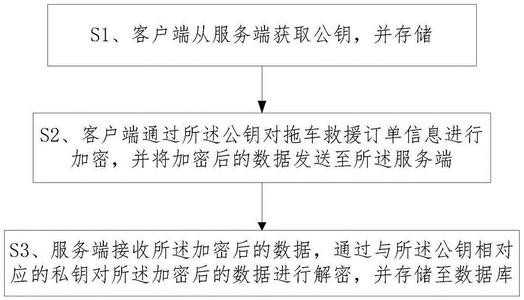 S1、客户端从服务端获取公钥，并存储
S2、客户端通过所述公钥对拖车救援订单信息进行
加密，并将加密后的数据发送至所述服务端
S3、服务端接收所述加密后的数据，通过与所述公钥相对
应的私钥对所述加密后的数据进行解密，并存储至数据库